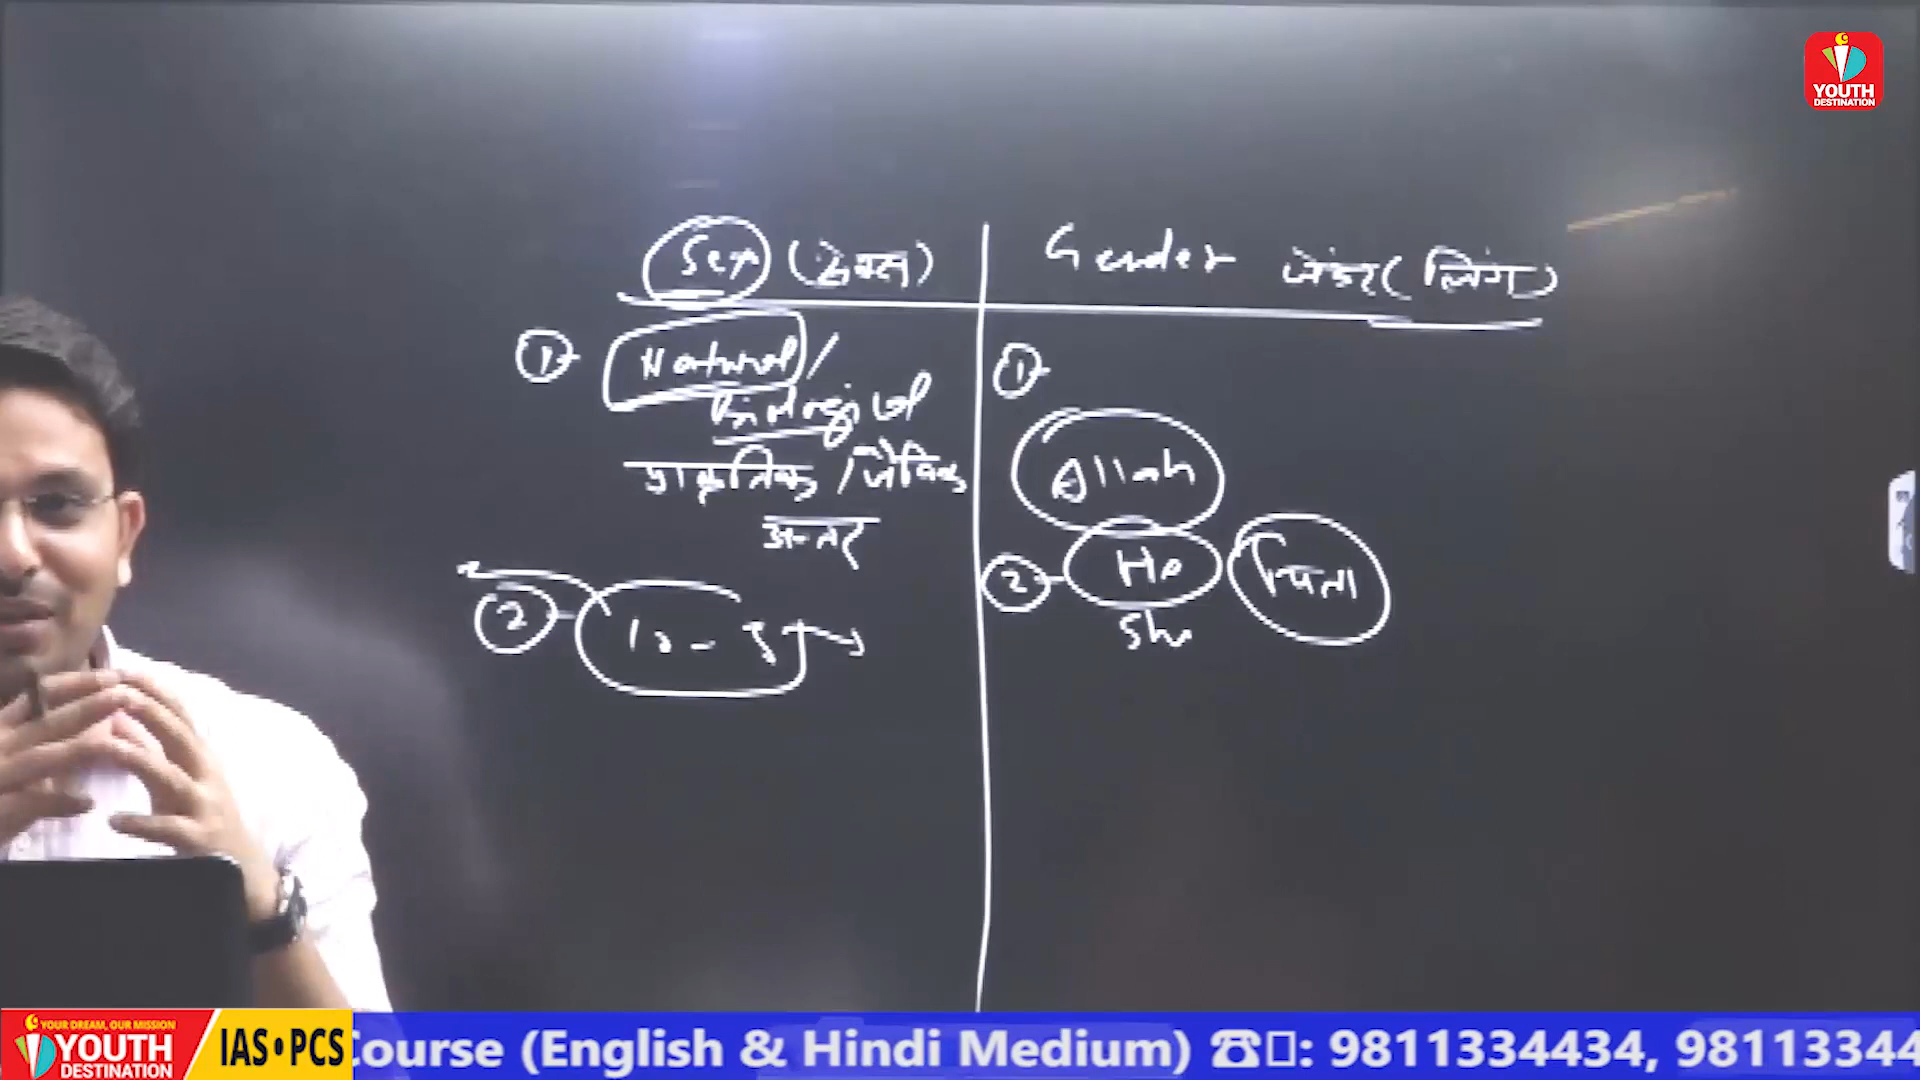 YOUTH
DESTINATION
Sex (सेक्स)
Gender जेंडर (लिंग)
① Natural /
Biological
प्राकृतिक / जैविक
अन्तर
②
①
Allah
② He पिता
She
YOUR DREAM, OUR MISSION
YOUTH
DESTINATION
IAS•PCS
Course (English & Hindi Medium) ☎: 9811334434, 98113344